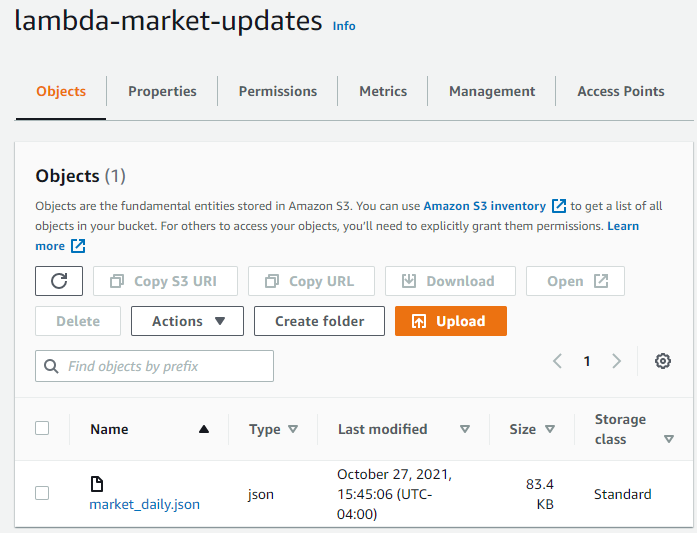 lambda-market-updates Info
Objects Properties Permissions Metrics Management Access Points
Objects (1)
Objects are the fundamental entities stored in Amazon S3. You can use Amazon S3 inventory to get a list of all
objects in your bucket. For others to access your objects, you'll need to explicitly grant them permissions. Learn
more
Copy S3 URI Copy URL Download Open
Delete Actions Create folder Upload
Find objects by prefix 1
Name Type Last modified Size Storage class
market_daily.json json October 27, 2021, 15:45:06 (UTC-04:00) 83.4 KB Standard